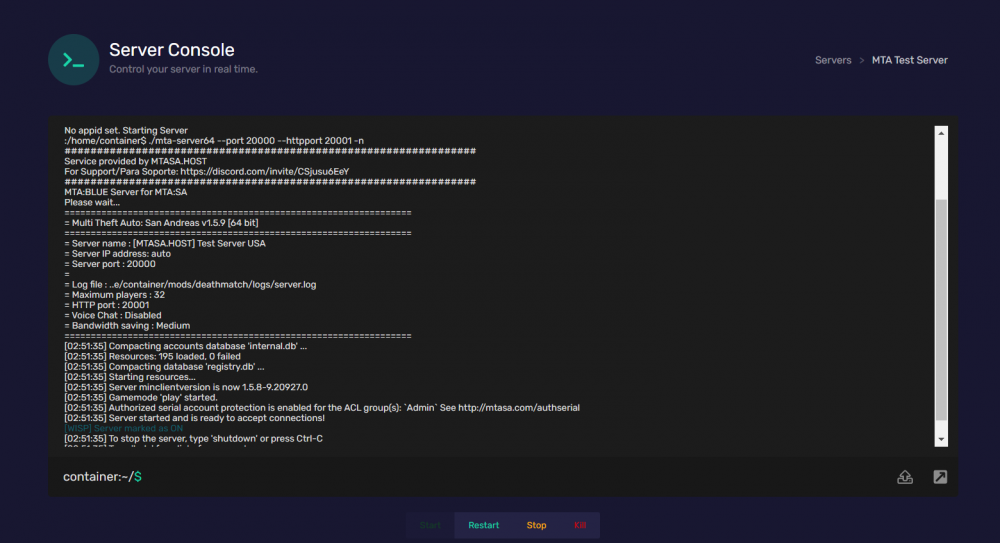 Server Console
Control your server in real time.
Servers > MTA Test Server
No appid set. Starting Server
:/home/container$ ./mta-server64 --port 20000 --httpport 20001 -n
###############################################################
Service provided by MTASA.HOST
For Support/Para Soporte: https://discord.com/invite/CSjusu6EeY
###############################################################
MTA:BLUE Server for MTA:SA
Please wait...
==================================================================
= Multi Theft Auto: San Andreas v1.5.9 [64 bit]
==================================================================
= Server name : [MTASA.HOST] Test Server USA
= Server IP address: auto
= Server port : 20000
=
= Log file : ..e/container/mods/deathmatch/logs/server.log
= Maximum players : 32
= HTTP port : 20001
= Voice Chat : Disabled
= Bandwidth saving : Medium
==================================================================
[02:51:35] Compacting accounts database 'internal.db' ...
[02:51:35] Resources: 195 loaded, 0 failed
[02:51:35] Compacting database 'registry.db' ...
[02:51:35] Starting resources...
[02:51:35] Server minclientversion is now 1.5.8-9.20927.0
[02:51:35] Gamemode 'play' started.
[02:51:35] Authorized serial account protection is enabled for the ACL group(s): `Admin` See http://mtasa.com/authserial
[02:51:35] Server started and is ready to accept connections!
[WISP] Server marked as ON
[02:51:35] To stop the server, type 'shutdown' or press Ctrl-C
container:~/$
Start Restart Stop Kill